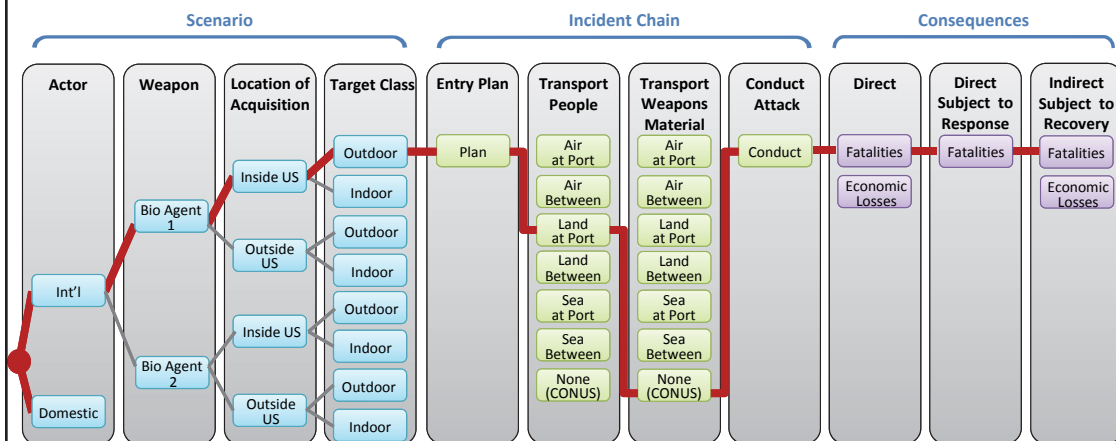 Scenario
Incident Chain
Consequences
Actor
Weapon
Location of
Acquisition
Target Class
Entry Plan
Transport
People
Transport
Weapons
Material
Conduct
Attack
Direct
Direct
Subject to
Response
Indirect
Subject to
Recovery
Int’l
Domestic
Bio Agent
1
Bio Agent
2
Inside US
Outside
US
Inside US
Outside
US
Outdoor
Indoor
Outdoor
Indoor
Outdoor
Indoor
Outdoor
Indoor
Plan
Air
at Port
Air
Between
Land
at Port
Land
Between
Sea
at Port
Sea
Between
None
(CONUS)
Air
at Port
Air
Between
Land
at Port
Land
Between
Sea
at Port
Sea
Between
None
(CONUS)
Conduct
Fatalities
Economic
Losses
Fatalities
Fatalities
Economic
Losses